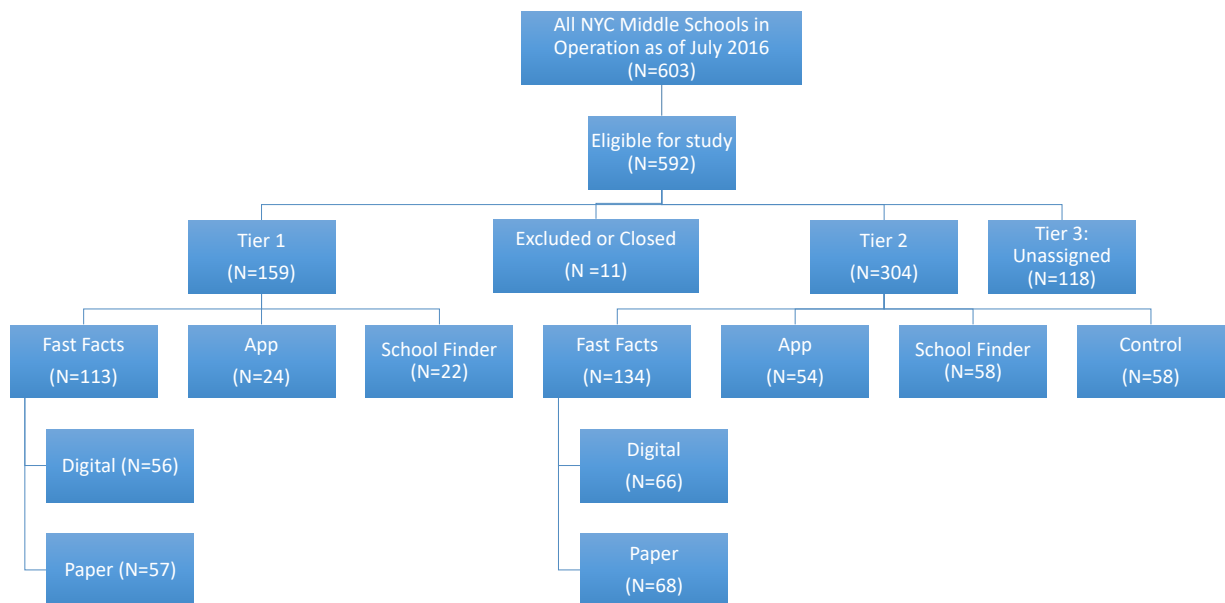 All NYC Middle Schools in
Operation as of July 2016
(N=603)
Eligible for study
(N=592)
Tier 1
(N=159)
Excluded or Closed
(N =11)
Tier 2
(N=304)
Tier 3:
Unassigned
(N=118)
Fast Facts
(N=113)
App
(N=24)
School Finder
(N=22)
Fast Facts
(N=134)
App
(N=54)
School Finder
(N=58)
Control
(N=58)
Digital (N=56)
Paper (N=57)
Digital
(N=66)
Paper
(N=68)